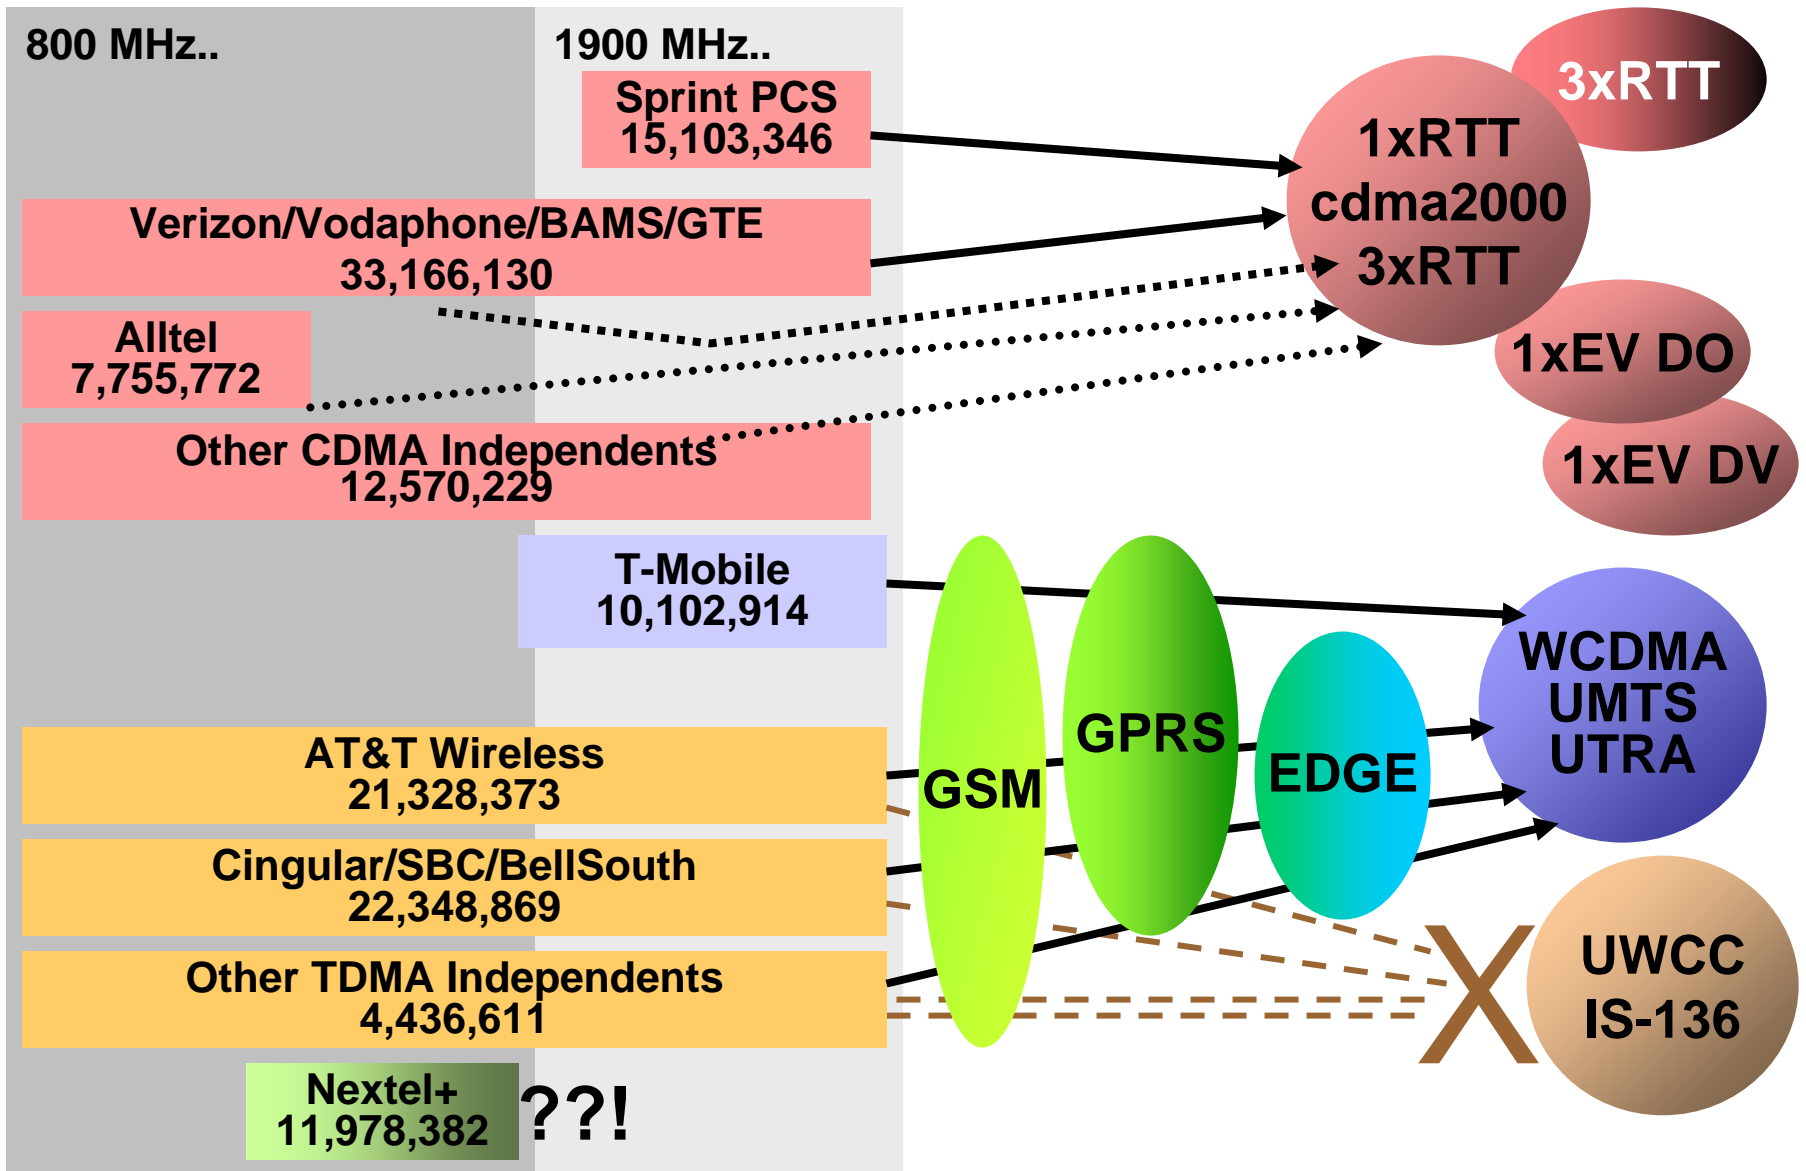 800 MHz..
1900 MHz..
Sprint PCS
15,103,346
Verizon/Vodaphone/BAMS/GTE
33,166,130
Alltel
7,755,772
Other CDMA Independents
12,570,229
T-Mobile
10,102,914
AT&T Wireless
21,328,373
Cingular/SBC/BellSouth
22,348,869
Other TDMA Independents
4,436,611
Nextel+
11,978,382
??!
GSM
GPRS
EDGE
3xRTT
1xRTT
cdma2000
3xRTT
1xEV DO
1xEV DV
WCDMA
UMTS
UTRA
X
UWCC
IS-136